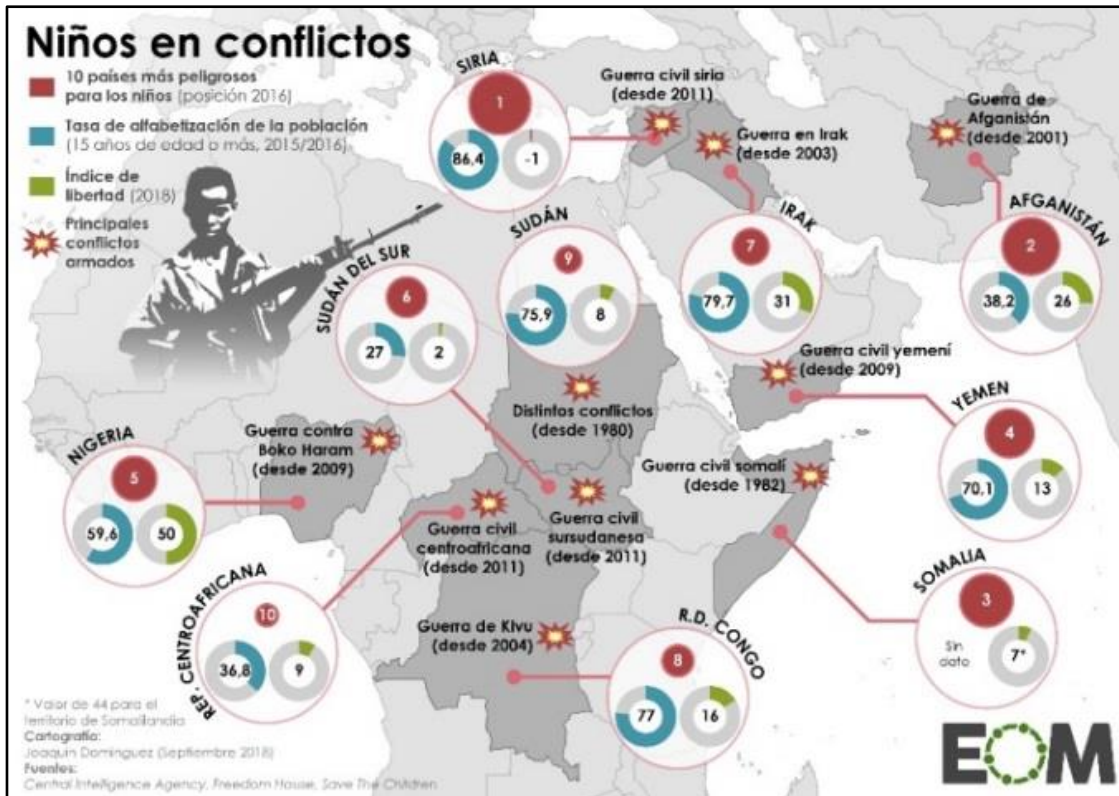 Niños en conflictos
10 países más peligrosos
para los niños (posición 2016)
Tasa de alfabetización de la población
(15 años de edad o más, 2015/2016)
Índice de
libertad (2018)
Principales
conflictos
armados
SIRIA
1
86,4
-1
Guerra civil siria
(desde 2011)
Guerra en Irak
(desde 2003)
Guerra de
Afganistán
(desde 2001)
IRAK
7
79,7
31
AFGANISTÁN
2
38,2
26
SUDÁN
9
75,9
8
SUDÁN DEL SUR
6
27
2
Guerra civil yemení
(desde 2009)
YEMEN
4
70,1
13
Distintos conflictos
(desde 1980)
NIGERIA
5
59,6
50
Guerra contra
Boko Haram
(desde 2009)
Guerra civil somalí
(desde 1982)
Guerra civil
centroafricana
(desde 2011)
Guerra civil
sursudanesa
(desde 2011)
SOMALIA
3
Sin
dato
7*
REP. CENTROAFRICANA
10
36,8
9
Guerra de Kivu
(desde 2004)
R.D. CONGO
8
77
16
* Valor de 44 para el
territorio de Somalilandia
Cartografía:
Joaquín Domínguez (Septiembre 2018)
Fuentes:
Central Intelligence Agency, Freedom House, Save The Children
EOM